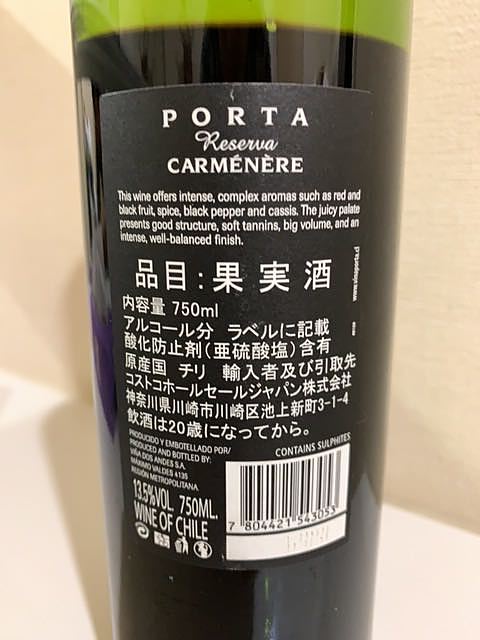 PORTA
Reserva
CARMÉNÈRE
This wine offers intense, complex aromas such as red and
black fruit, spice, black pepper and cassis. The juicy palate
presents good structure, soft tannins, big volume, and an
intense, well-balanced finish.
www.vinaporta.cl
品目:果実酒
内容量 750ml
アルコール分 ラベルに記載
酸化防止剤(亜硫酸塩)含有
原産国 チリ 輸入者及び引取先
コストコホールセールジャパン株式会社
神奈川県川崎市川崎区池上新町3-1-4
飲酒は20歳になってから。
PRODUCIDO Y EMBOTELLADO POR/
PRODUCED AND BOTTLED BY:
VIÑA DOS ANDES S.A.
MÁXIMO VALDES 4135
REGIÓN METROPOLITANA.
CONTAINS SULPHITES
13.5%VOL. 750ML.
WINE OF CHILE
7 804421 543053